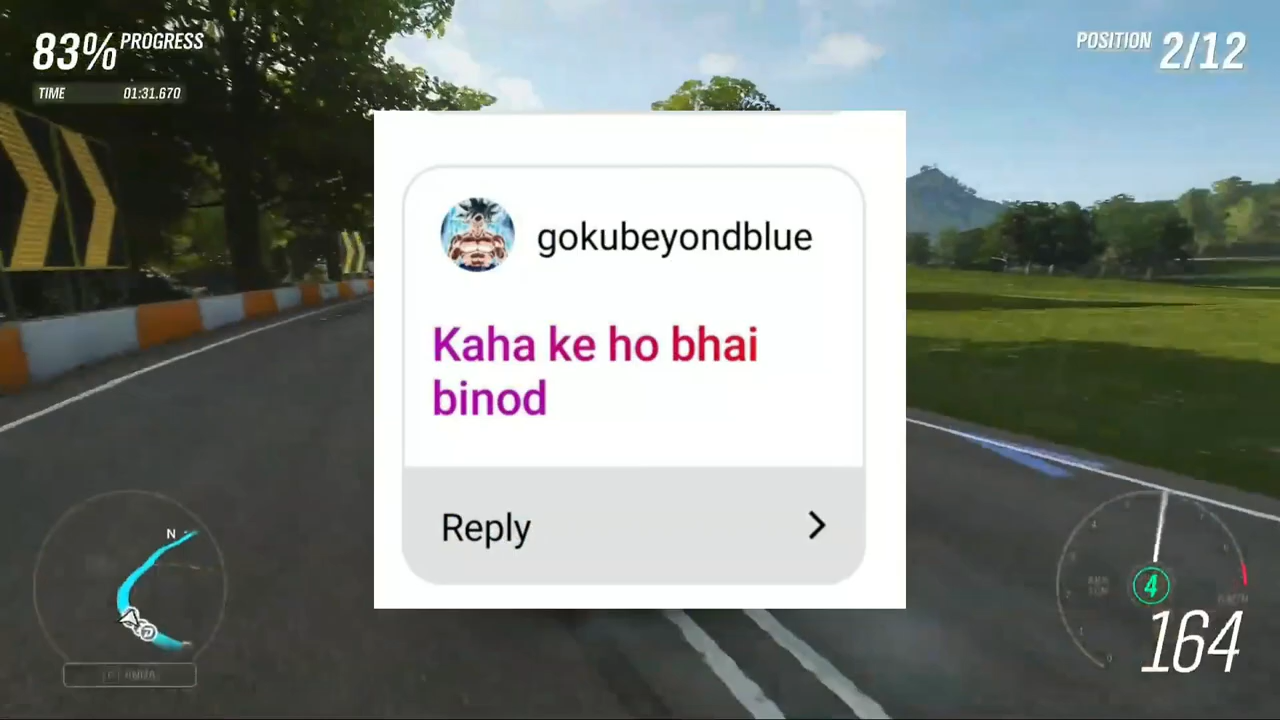 83% PROGRESS
TIME 01:31.670
POSITION 2/12
gokubeyondblue
Kaha ke ho bhai
binod
Reply
N
4
164